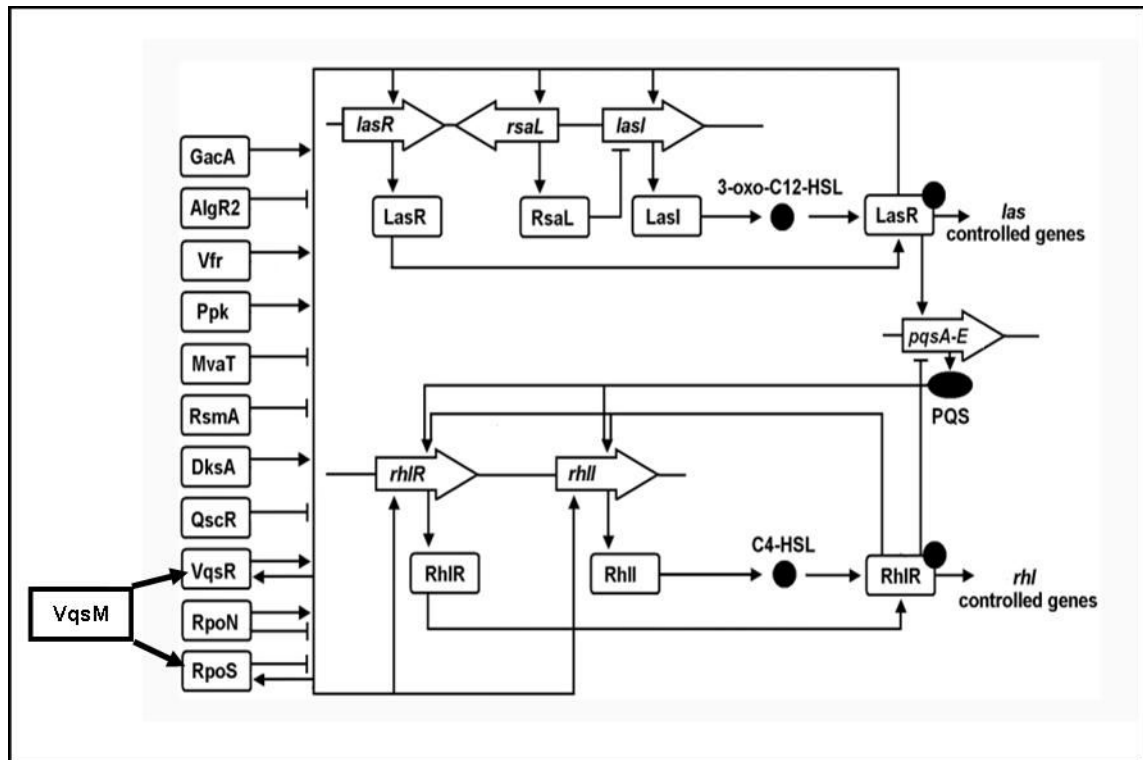 lasR
rsaL
lasI
GacA
AlgR2
Vfr
Ppk
MvaT
RsmA
DksA
QscR
VqsR
RpoN
RpoS
VqsM
LasR
RsaL
LasI
3-oxo-C12-HSL
LasR
las
controlled genes
pqsA-E
PQS
rhlR
rhlI
RhlR
RhlI
C4-HSL
RhlR
rhl
controlled genes